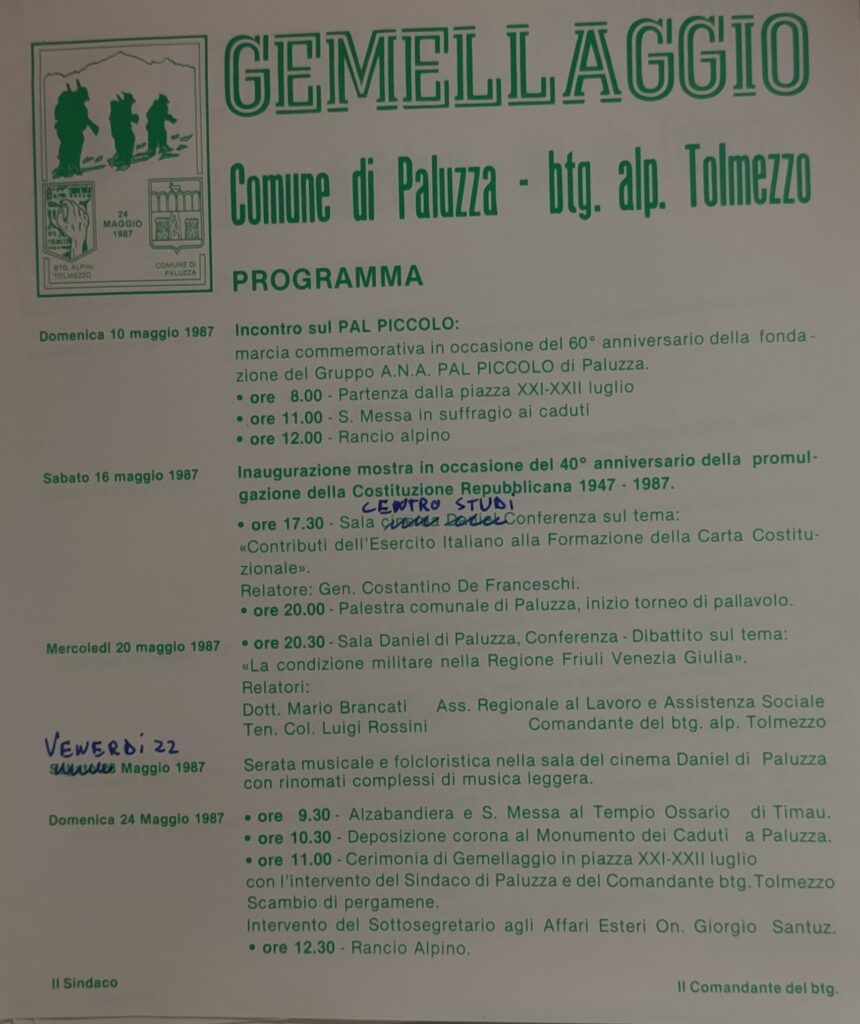 GEMELLAGGIO
Comune di Paluzza - btg. alp. Tolmezzo
24
MAGGIO
1987
BTG ALPINI
TOLMEZZO
COMUNE DI
PALUZZA
PROGRAMMA
Domenica 10 maggio 1987
Incontro sul PAL PICCOLO:
marcia commemorativa in occasione del 60° anniversario della fonda-
zione del Gruppo A.N.A. PAL PICCOLO di Paluzza.
• ore 8.00 - Partenza dalla piazza XXI-XXII luglio
• ore 11.00 - S. Messa in suffragio ai caduti
• ore 12.00 - Rancio alpino
Sabato 16 maggio 1987
Inaugurazione mostra in occasione del 40° anniversario della promul-
gazione della Costituzione Repubblicana 1947 - 1987.
CENTRO STUDI
• ore 17.30 - Sala cinema Daniel Conferenza sul tema:
«Contributi dell'Esercito Italiano alla Formazione della Carta Costitu-
zionale».
Relatore: Gen. Costantino De Franceschi.
• ore 20.00 - Palestra comunale di Paluzza, inizio torneo di pallavolo.
Mercoledì 20 maggio 1987
• ore 20.30 - Sala Daniel di Paluzza, Conferenza - Dibattito sul tema:
«La condizione militare nella Regione Friuli Venezia Giulia».
Relatori:
Dott. Mario Brancati Ass. Regionale al Lavoro e Assistenza Sociale
Ten. Col. Luigi Rossini Comandante del btg. alp. Tolmezzo
VENERDì 22
Maggio 1987
Serata musicale e folcloristica nella sala del cinema Daniel di Paluzza
con rinomati complessi di musica leggera.
Domenica 24 Maggio 1987
• ore 9.30 - Alzabandiera e S. Messa al Tempio Ossario di Timau.
• ore 10.30 - Deposizione corona al Monumento dei Caduti a Paluzza.
• ore 11.00 - Cerimonia di Gemellaggio in piazza XXI-XXII luglio
con l'intervento del Sindaco di Paluzza e del Comandante btg. Tolmezzo
Scambio di pergamene.
Intervento del Sottosegretario agli Affari Esteri On. Giorgio Santuz.
• ore 12.30 - Rancio Alpino.
Il Sindaco
Il Comandante del btg.